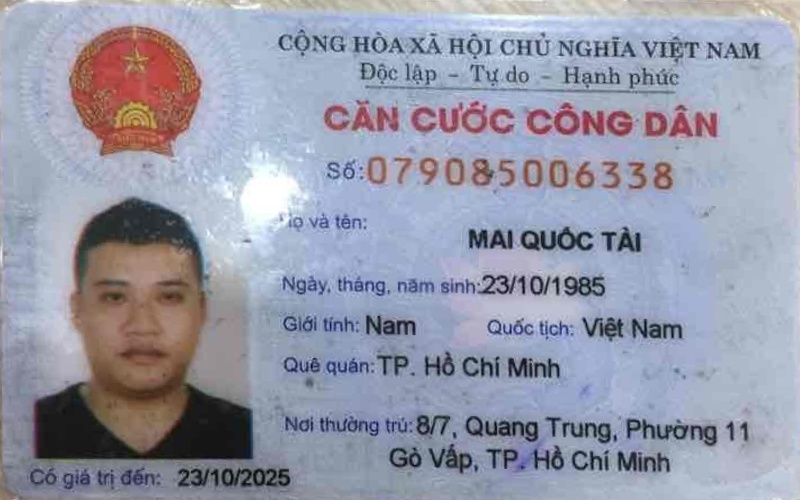 CỘNG HÒA XÃ HỘI CHỦ NGHĨA VIỆT NAM
Độc lập - Tự do - Hạnh phúc
CĂN CƯỚC CÔNG DÂN
Số: 079085006338
Họ và tên:
MAI QUỐC TÀI
Ngày, tháng, năm sinh: 23/10/1985
Giới tính: Nam Quốc tịch: Việt Nam
Quê quán: TP. Hồ Chí Minh
Nơi thường trú: 8/7, Quang Trung, Phường 11
Gò Vấp, TP. Hồ Chí Minh
Có giá trị đến: 23/10/2025